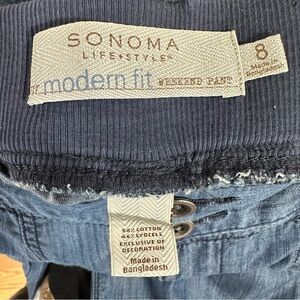 SONOMA
LIFE+STYLE™
modern fit WEEKEND PANT
8
Made in
Bangladesh
54% COTTON
46% LYOCELL
EXCLUSIVE OF
DECORATION
Made in
Bangladesh